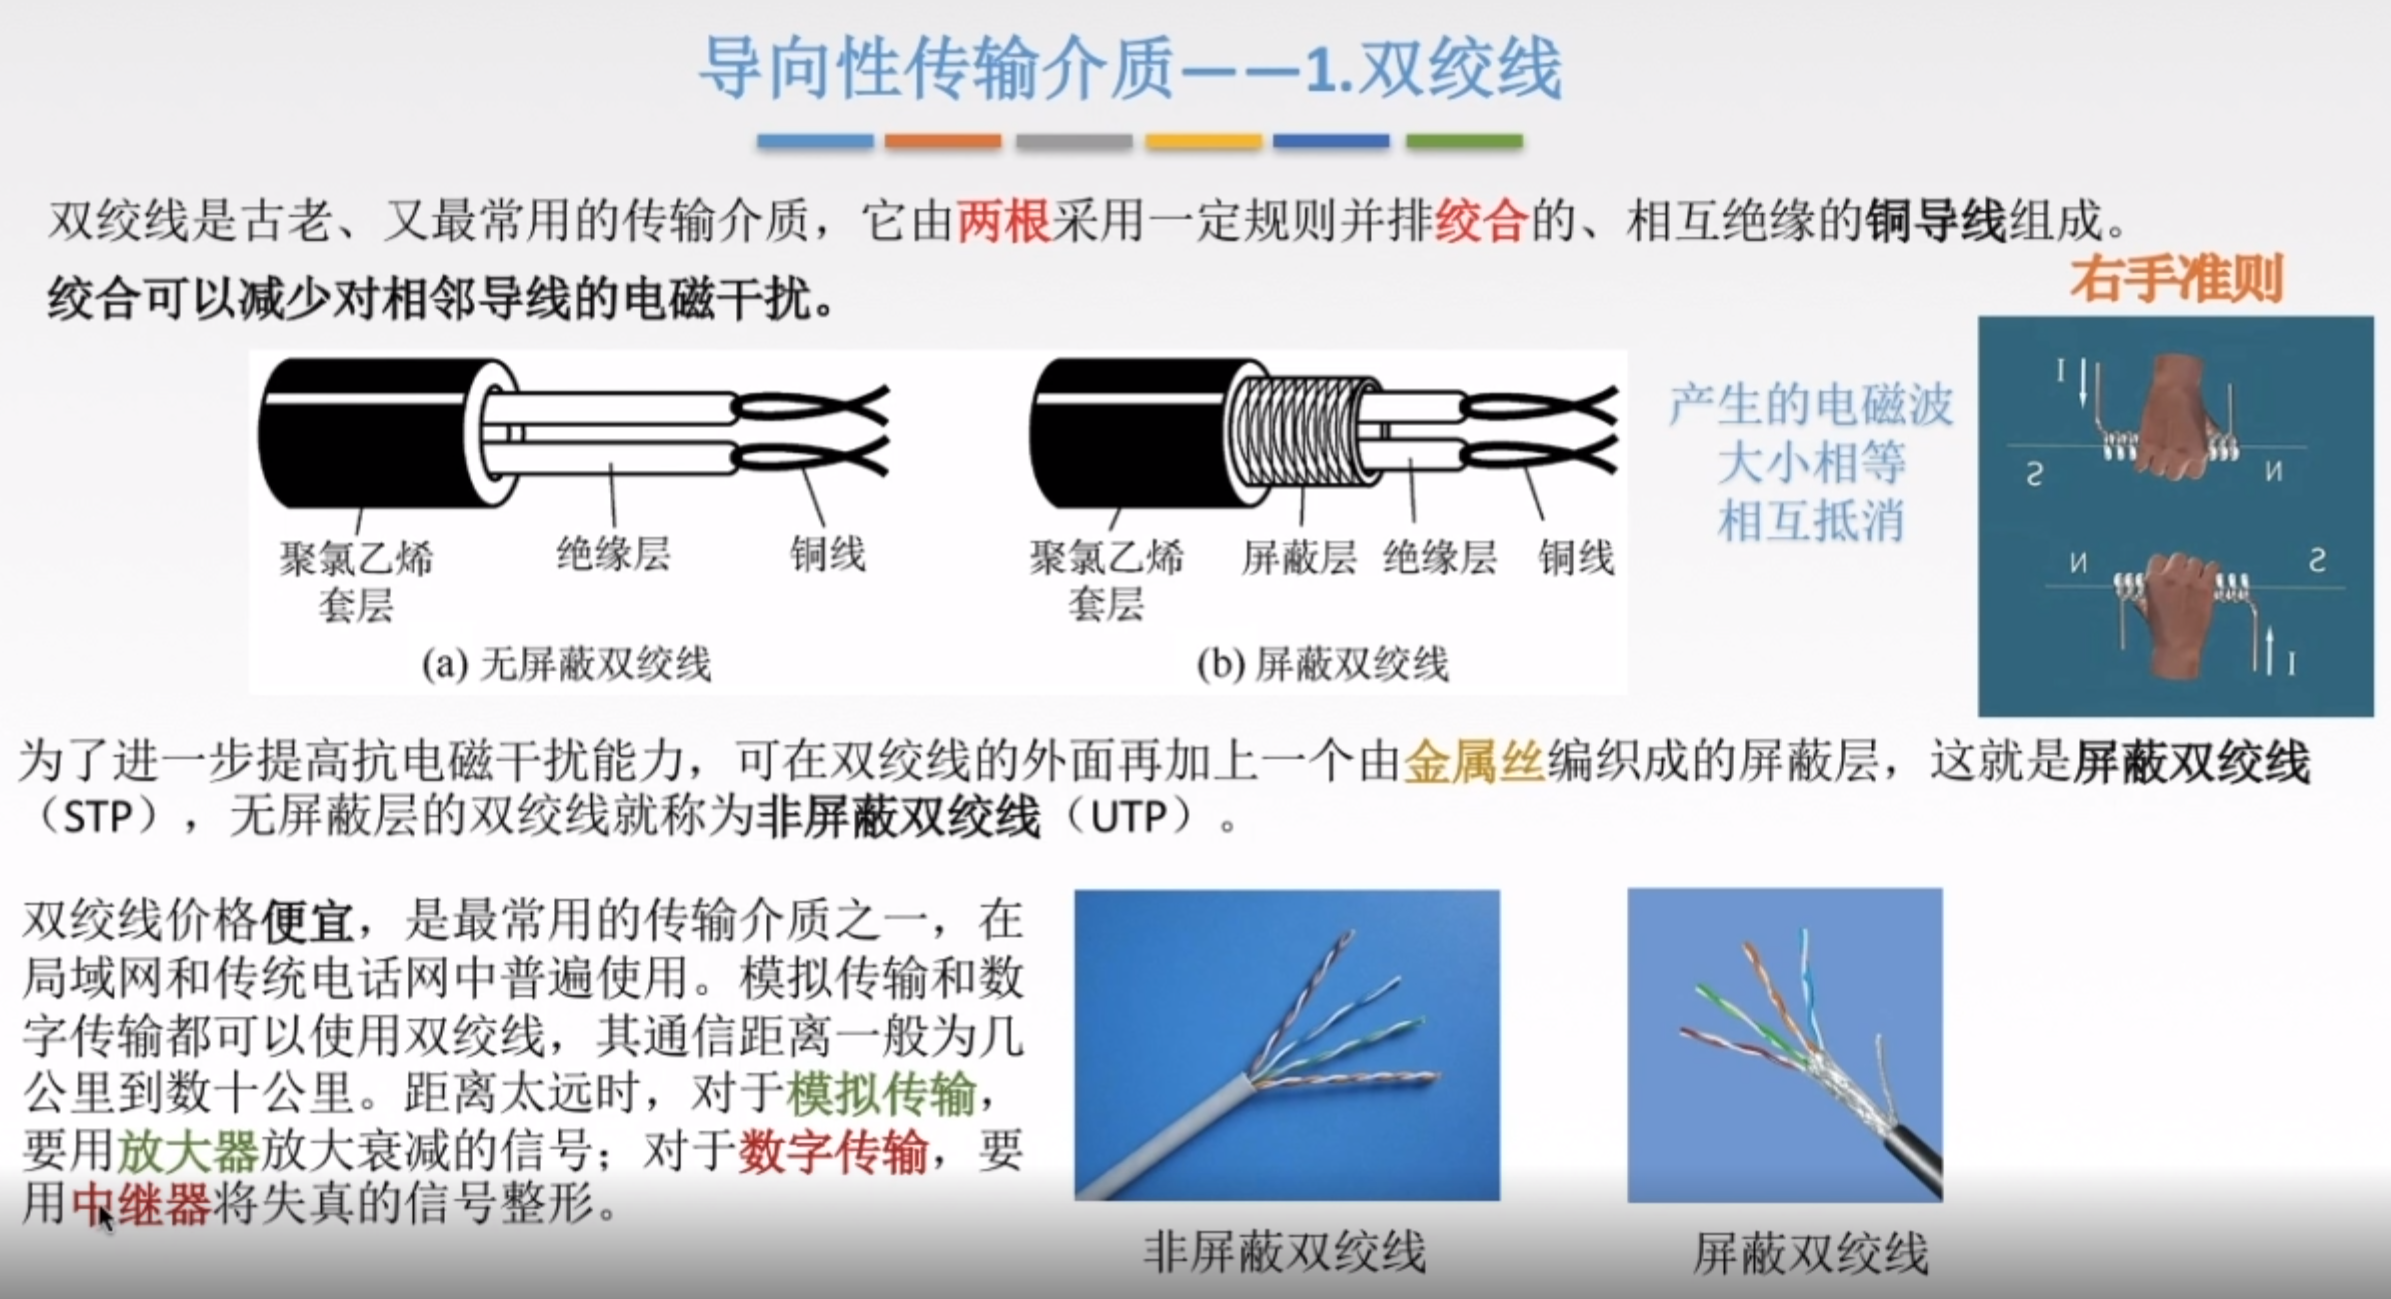 导向性传输介质——1.双绞线
双绞线是古老、又最常用的传输介质，它由两根采用一定规则并排绞合的、相互绝缘的铜导线组成。
绞合可以减少对相邻导线的电磁干扰。
右手准则
产生的电磁波
大小相等
相互抵消
I
S
N
N
S
I
聚氯乙烯
套层
绝缘层
铜线
(a) 无屏蔽双绞线
聚氯乙烯
套层
屏蔽层
绝缘层
铜线
(b) 屏蔽双绞线
为了进一步提高抗电磁干扰能力，可在双绞线的外面再加上一个由金属丝编织成的屏蔽层，这就是屏蔽双绞线
（STP），无屏蔽层的双绞线就称为非屏蔽双绞线（UTP）。
双绞线价格便宜，是最常用的传输介质之一，在
局域网和传统电话网中普遍使用。模拟传输和数
字传输都可以使用双绞线，其通信距离一般为几
公里到数十公里。距离太远时，对于模拟传输，
要用放大器放大衰减的信号；对于数字传输，要
用中继器将失真的信号整形。
非屏蔽双绞线
屏蔽双绞线